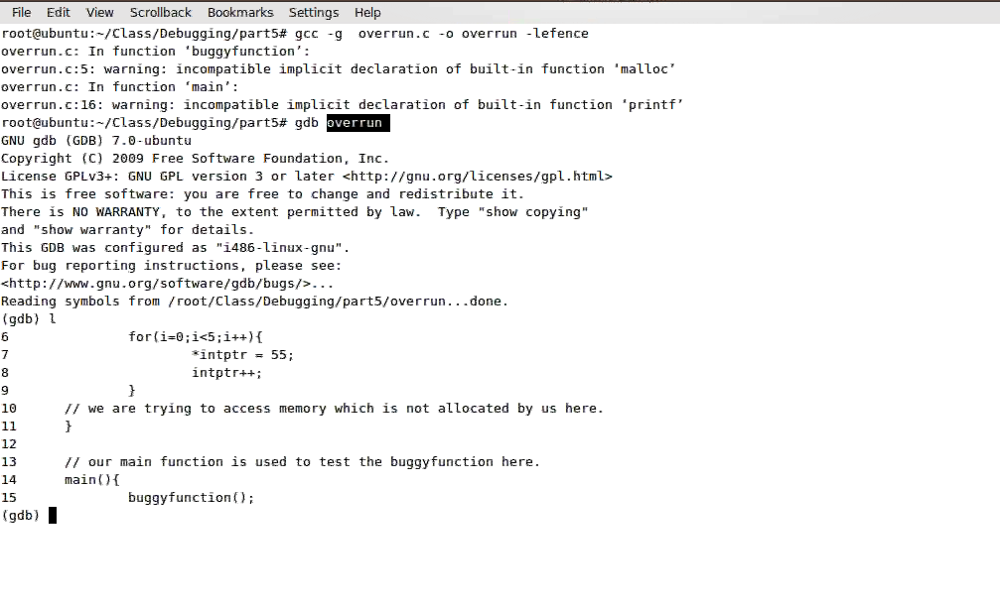 File Edit View Scrollback Bookmarks Settings Help
root@ubuntu:~/Class/Debugging/part5# gcc -g  overrun.c -o overrun -lefence
overrun.c: In function ‘buggyfunction’:
overrun.c:5: warning: incompatible implicit declaration of built-in function ‘malloc’
overrun.c: In function ‘main’:
overrun.c:16: warning: incompatible implicit declaration of built-in function ‘printf’
root@ubuntu:~/Class/Debugging/part5# gdb overrun
GNU gdb (GDB) 7.0-ubuntu
Copyright (C) 2009 Free Software Foundation, Inc.
License GPLv3+: GNU GPL version 3 or later <http://gnu.org/licenses/gpl.html>
This is free software: you are free to change and redistribute it.
There is NO WARRANTY, to the extent permitted by law.  Type "show copying"
and "show warranty" for details.
This GDB was configured as "i486-linux-gnu".
For bug reporting instructions, please see:
<http://www.gnu.org/software/gdb/bugs/>...
Reading symbols from /root/Class/Debugging/part5/overrun...done.
(gdb) l
6               for(i=0;i<5;i++){
7                       *intptr = 55;
8                       intptr++;
9               }
10      // we are trying to access memory which is not allocated by us here.
11      }
12
13      // our main function is used to test the buggyfunction here.
14      main(){
15              buggyfunction();
(gdb)